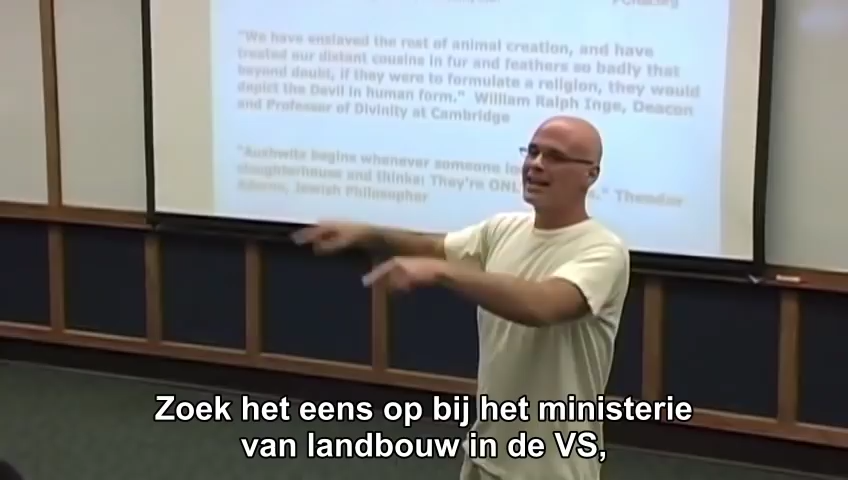 "We have enslaved the rest of animal creation, and have
treated our distant cousins in fur and feathers so badly that
beyond doubt, if they were to formulate a religion, they would
depict the Devil in human form." William Ralph Inge, Deacon
and Professor of Divinity at Cambridge
"Auschwitz begins whenever someone lo
slaughterhouse and thinks: They're ONL s." Theodor
Adorno, Jewish Philosopher
Zoek het eens op bij het ministerie
van landbouw in de VS,